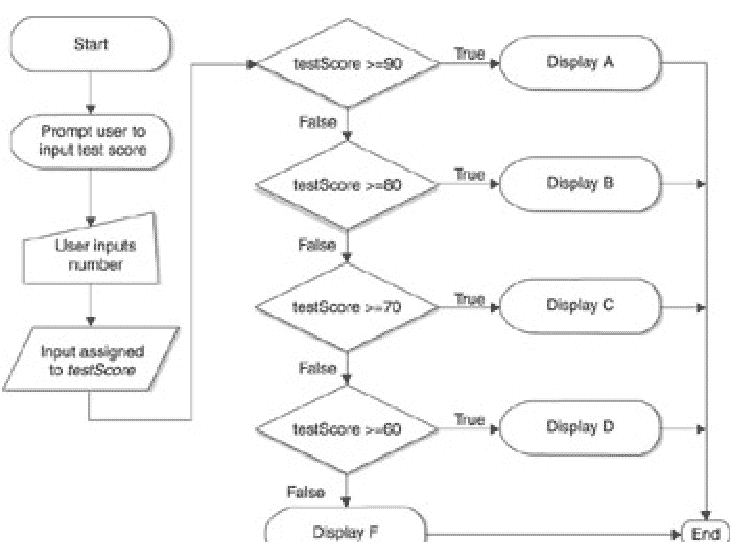 Start
Prompt user to
input test score
User inputs
number
Input assigned
to testScore
testScore >=90
True
Display A
False
testScore >=80
True
Display B
False
testScore >=70
True
Display C
False
testScore >=60
True
Display D
False
Display F
End